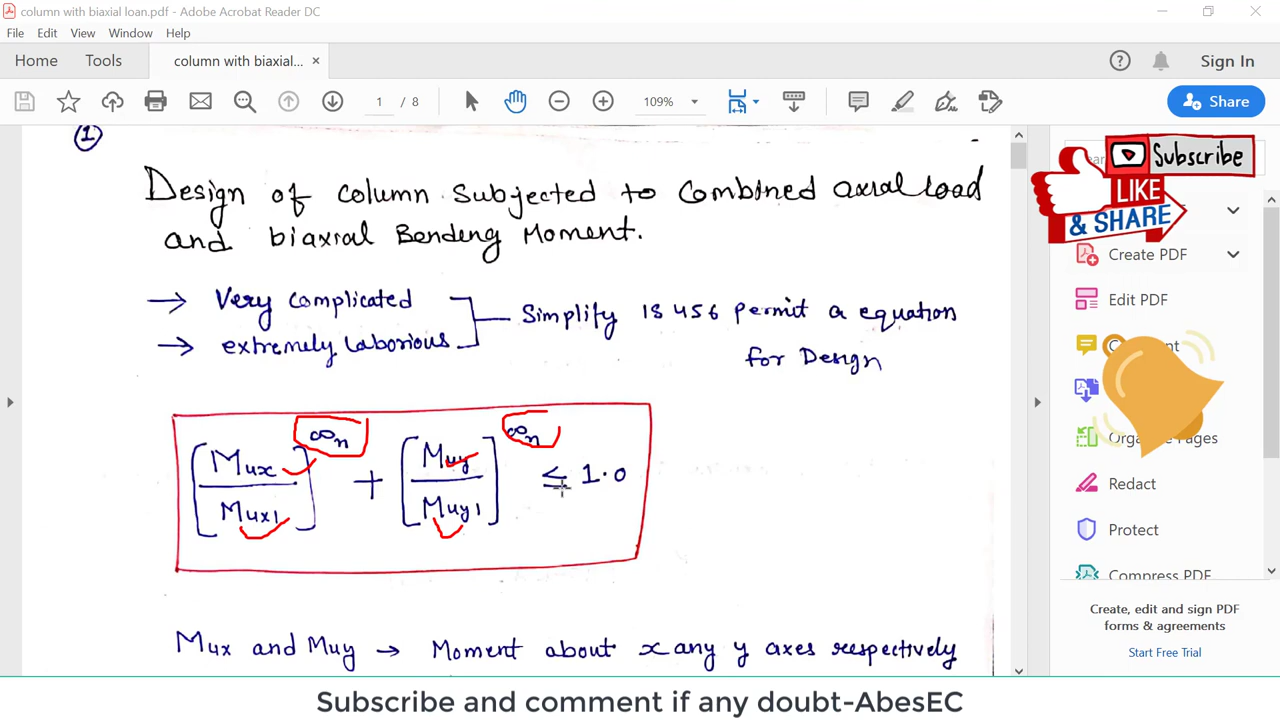 column with biaxial loan.pdf - Adobe Acrobat Reader DC
File Edit View Window Help
Home Tools column with biaxial... × Sign In
1 / 8 109% Share
1
Design of column subjected to Combined axial load
and biaxial Bending Moment.
→ Very complicated
→ extremely Laborious
Simplify IS 456 permit a equation
for Design
[Mux / Mux1]^∝n + [Muy / Muy1]^∝n ≤ 1.0
Mux and Muy → Moment about x any y axes respectively
Subscribe
LIKE
& SHARE
Create PDF
Edit PDF
Organize Pages
Redact
Protect
Compress PDF
Create, edit and sign PDF
forms & agreements
Start Free Trial
Subscribe and comment if any doubt-AbesEC